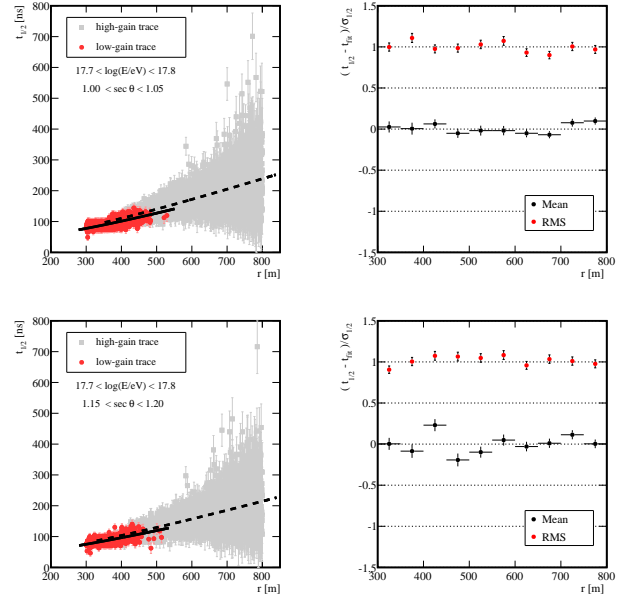 t1/2 [ns]
800
700
600
500
400
300
200
100
0
high-gain trace
low-gain trace
17.7 < log(E/eV) < 17.8
1.00 < sec θ < 1.05
200 300 400 500 600 700 800
r [m]
( t1/2 - tfit )/σ1/2
1.5
1
0.5
0
-0.5
-1
-1.5
Mean
RMS
300 400 500 600 700 800
r [m]
t1/2 [ns]
800
700
600
500
400
300
200
100
0
high-gain trace
low-gain trace
17.7 < log(E/eV) < 17.8
1.15 < sec θ < 1.20
200 300 400 500 600 700 800
r [m]
( t1/2 - tfit )/σ1/2
1.5
1
0.5
0
-0.5
-1
-1.5
Mean
RMS
300 400 500 600 700 800
r [m]